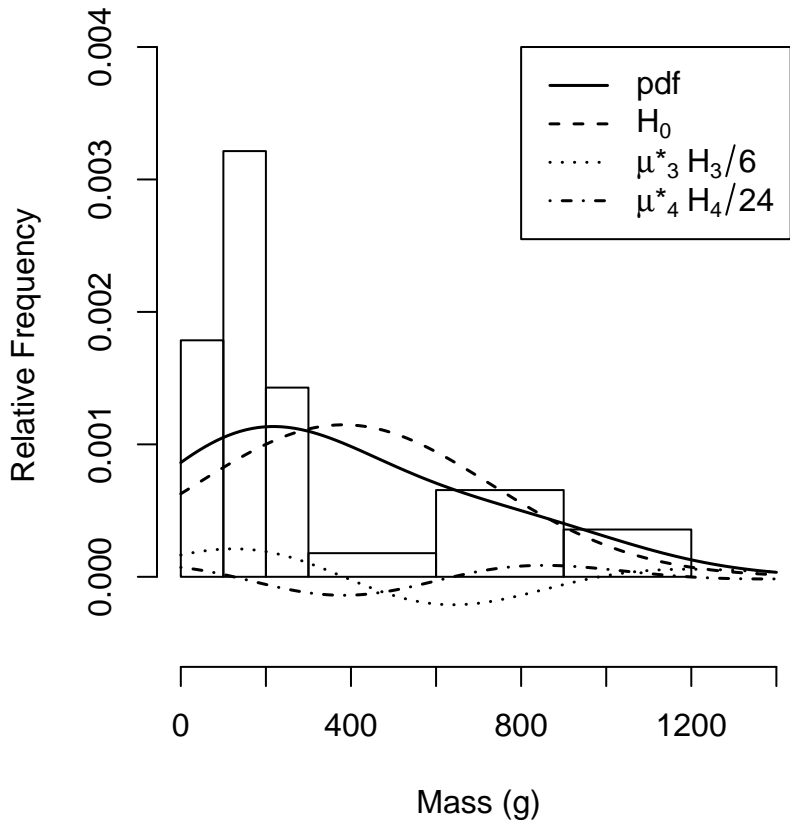 0.004
0.003
0.002
0.001
0.000
Relative Frequency
pdf
H₀
μ*₃ H₃/6
μ*₄ H₄/24
0
400
800
1200
Mass (g)